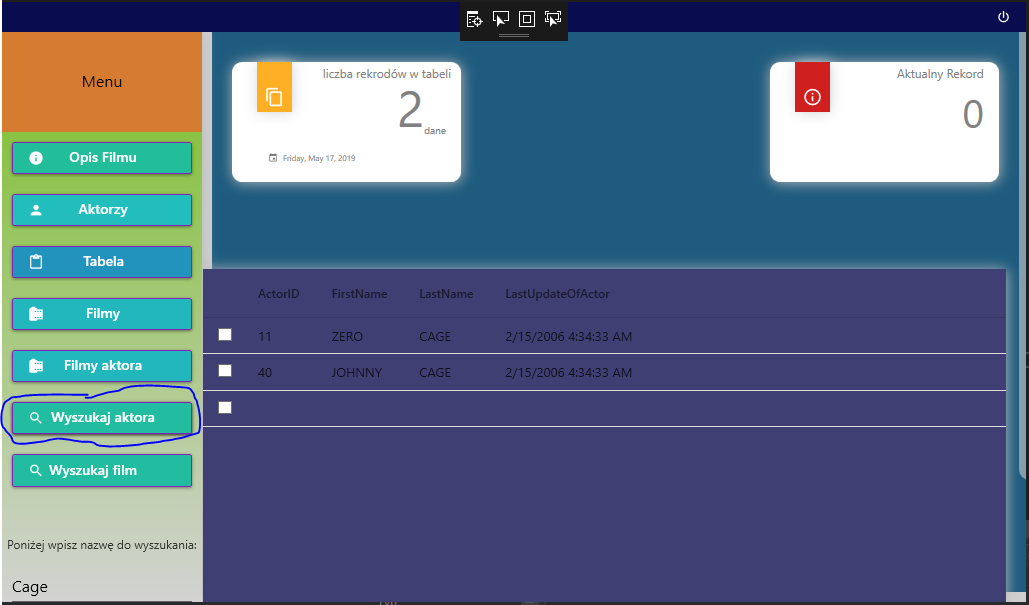 Menu
Opis Filmu
Aktorzy
Tabela
Filmy
Filmy aktora
Wyszukaj aktora
Wyszukaj film
Poniżej wpisz nazwę do wyszukania:
Cage
liczba rekrodów w tabeli
2 dane
Friday, May 17, 2019
Aktualny Rekord
0
ActorID FirstName LastName LastUpdateOfActor
11 ZERO CAGE 2/15/2006 4:34:33 AM
40 JOHNNY CAGE 2/15/2006 4:34:33 AM